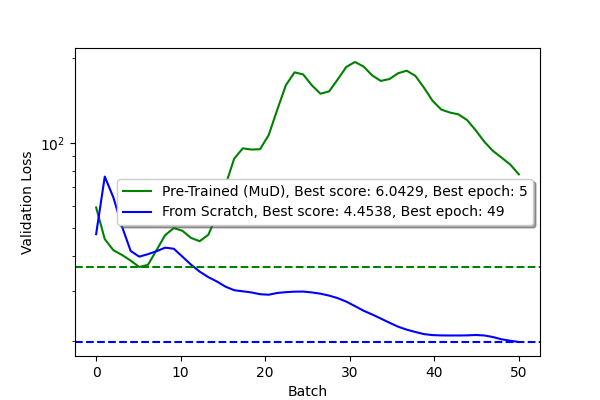 10²
Validation Loss
Pre-Trained (MuD), Best score: 6.0429, Best epoch: 5
From Scratch, Best score: 4.4538, Best epoch: 49
0 10 20 30 40 50
Batch